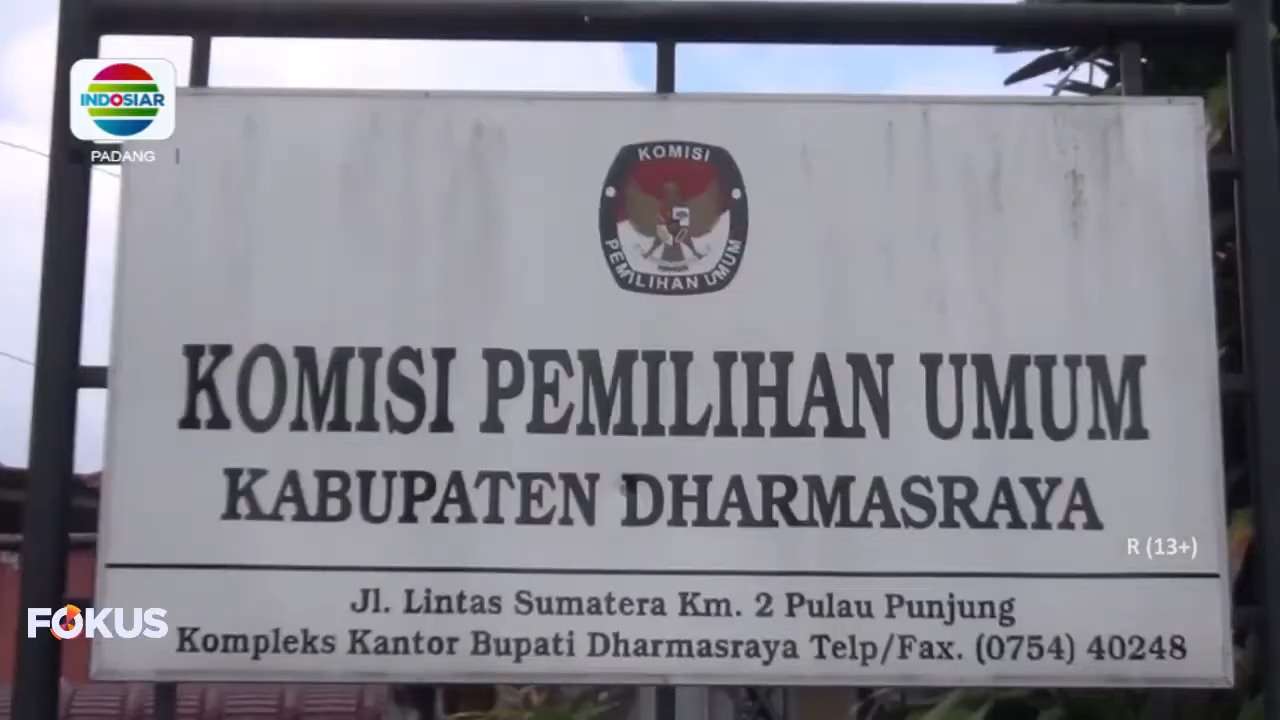 INDOSIAR
PADANG
KOMISI
PEMILIHAN UMUM
KOMISI PEMILIHAN UMUM
KABUPATEN DHARMASRAYA
R (13+)
Jl. Lintas Sumatera Km. 2 Pulau Punjung
Kompleks Kantor Bupati Dharmasraya Telp/Fax. (0754) 40248
FOKUS